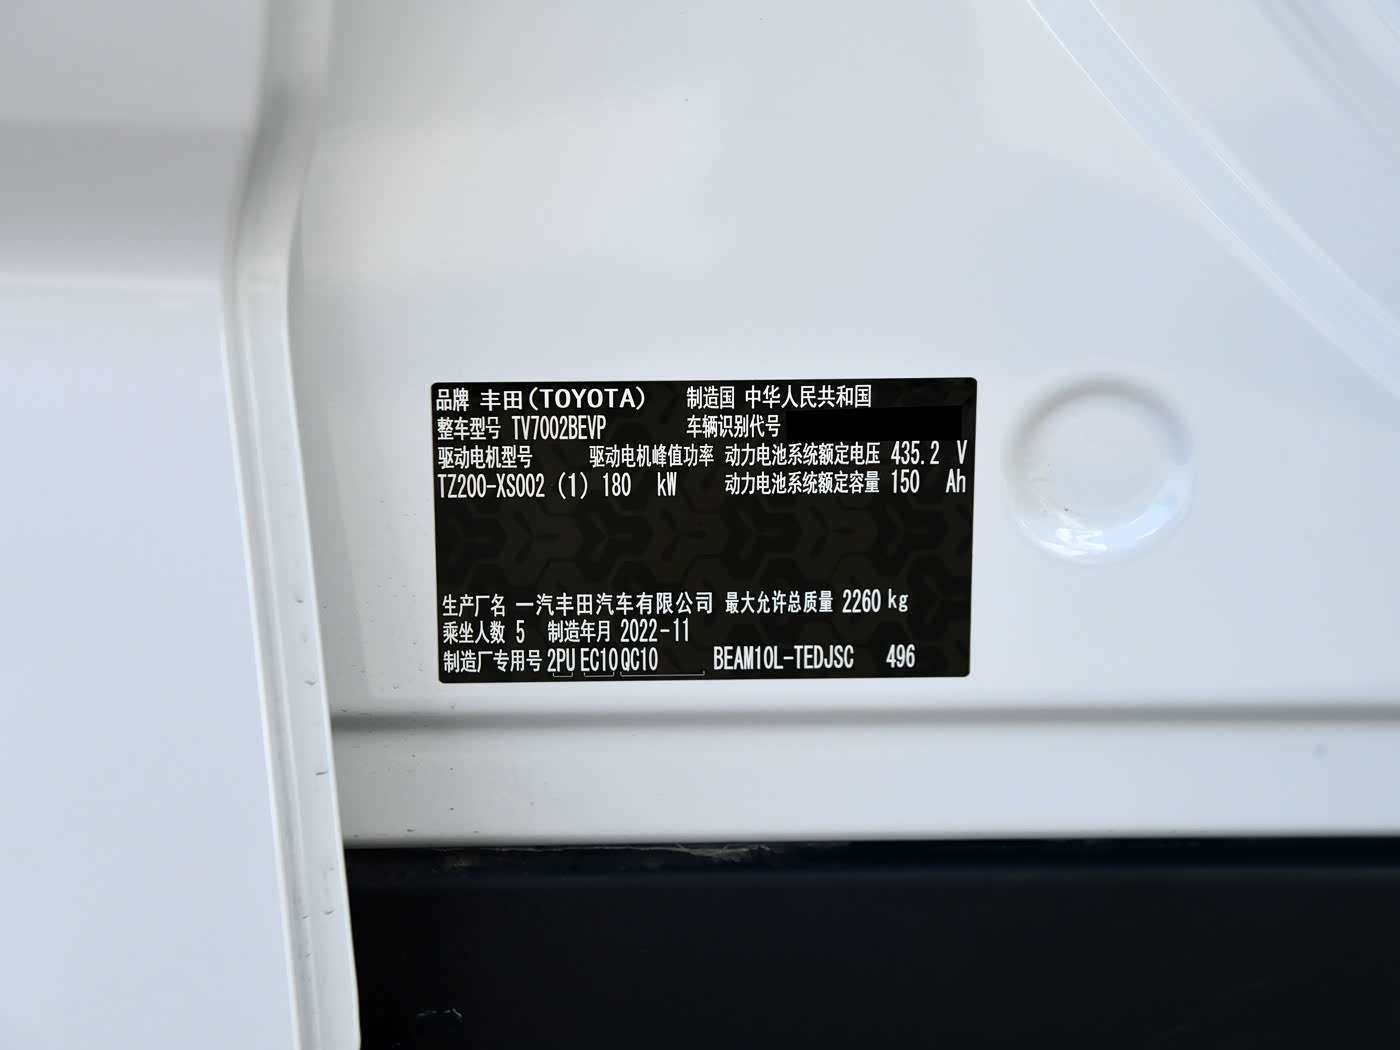 品牌 丰田(TOYOTA) 制造国 中华人民共和国
整车型号 TV7002BEVP 车辆识别代号
驱动电机型号 驱动电机峰值功率 动力电池系统额定电压 435.2 V
TZ200-XS002 (1) 180 kW 动力电池系统额定容量 150 Ah
生产厂名 一汽丰田汽车有限公司 最大允许总质量 2260 kg
乘坐人数 5 制造年月 2022-11
制造厂专用号 2PU EC10 QC10 BEAM10L-TEDJSC 496